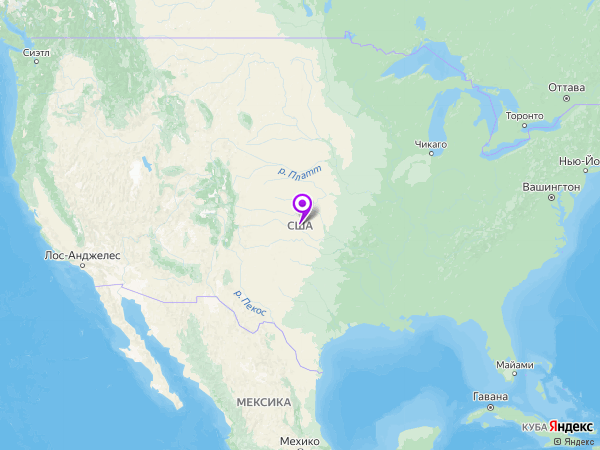 Сиэтл
Оттава
Торонто
Чикаго
Нью-Йо
р. Платт
Вашингтон
США
Лос-Анджелес
р. Пекос
Майами
Гавана
МЕКСИКА
КУБА
Яндекс
Мехико
© Яндекс